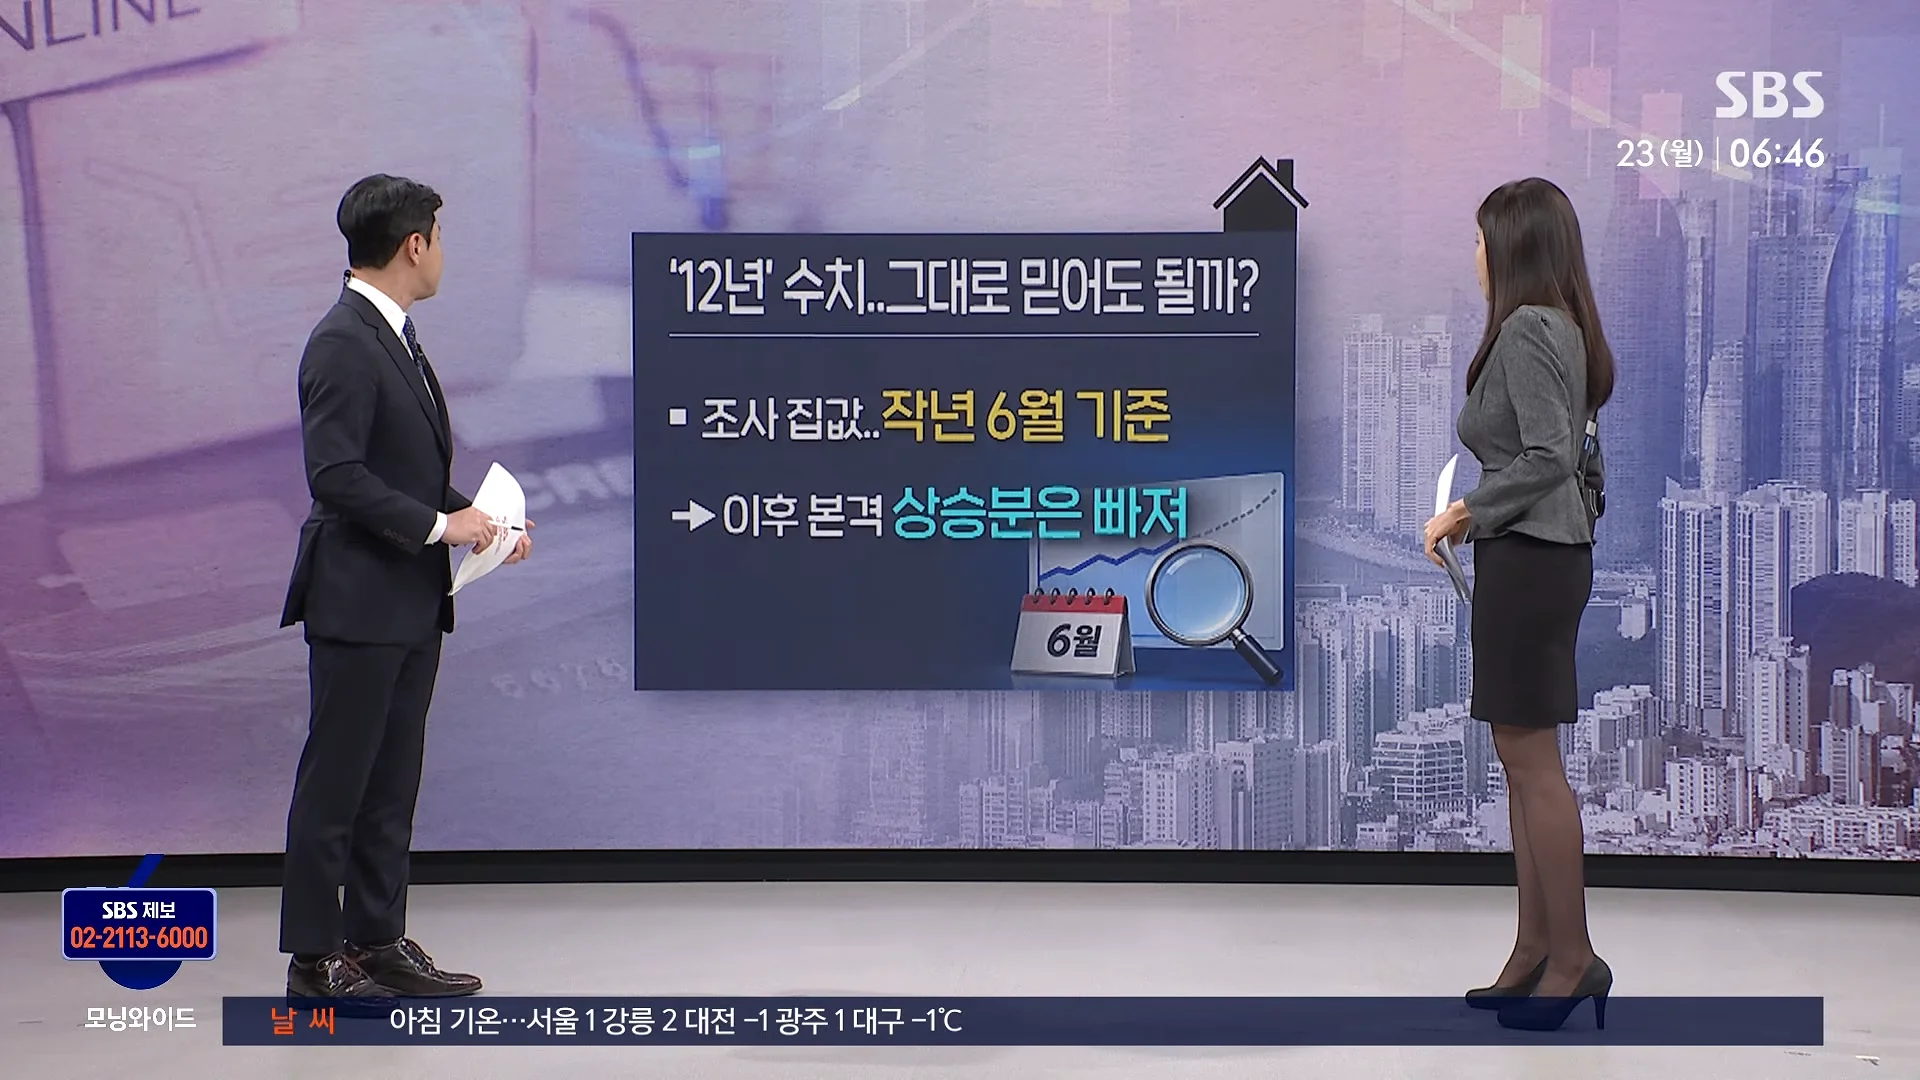 NLINE
SBS
23(월) 06:46
'12년' 수치..그대로 믿어도 될까?
▪ 조사 집값..작년 6월 기준
➔ 이후 본격 상승분은 빠져
6월
SBS 제보
02-2113-6000
모닝와이드
날씨 아침 기온…서울 1 강릉 2 대전 -1 광주 1 대구 -1℃